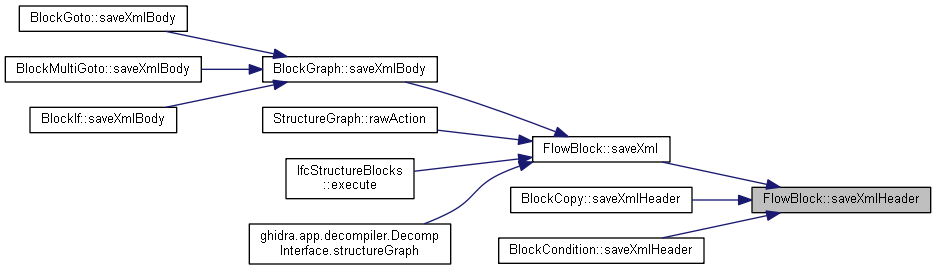 BlockGoto::saveXmlBody
BlockMultiGoto::saveXmlBody
BlockIf::saveXmlBody
BlockGraph::saveXmlBody
StructureGraph::rawAction
IfcStructureBlocks
::execute
ghidra.app.decompiler.Decomp
Interface.structureGraph
FlowBlock::saveXml
BlockCopy::saveXmlHeader
BlockCondition::saveXmlHeader
FlowBlock::saveXmlHeader